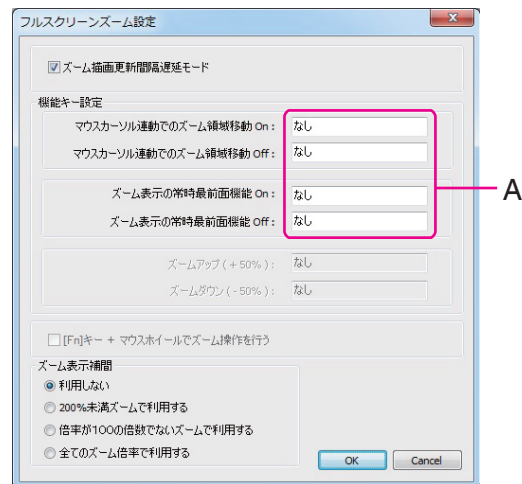 フルスクリーンズーム設定
ズーム描画更新間隔遅延モード
機能キー設定
マウスカーソル連動でのズーム領域移動 On : なし
マウスカーソル連動でのズーム領域移動 Off : なし
A
ズーム表示の常時最前面機能 On : なし
ズーム表示の常時最前面機能 Off : なし
ズームアップ ( + 50% ) : なし
ズームダウン ( - 50% ) : なし
[Fn]キー + マウスホイールでズーム操作を行う
ズーム表示補間
利用しない
200%未満ズームで利用する
倍率が100の倍数でないズームで利用する
全てのズーム倍率で利用する
OK Cancel